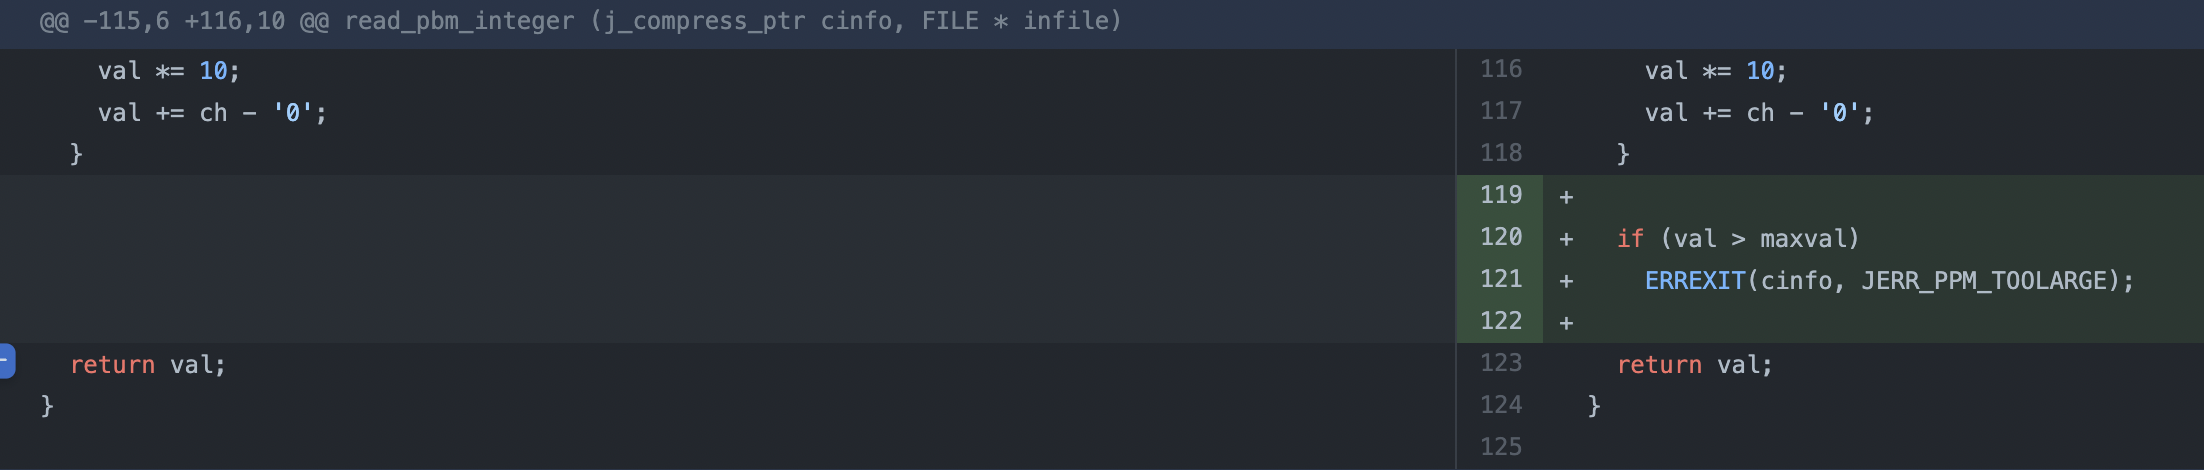 @@ -115,6 +116,10 @@ read_pbm_integer (j_compress_ptr cinfo, FILE * infile)
val *= 10;
val += ch - '0';
}
return val;
}
116 val *= 10;
117 val += ch - '0';
118 }
119 +
120 + if (val > maxval)
121 + ERREXIT(cinfo, JERR_PPM_TOOLARGE);
122 +
123 return val;
124 }
125